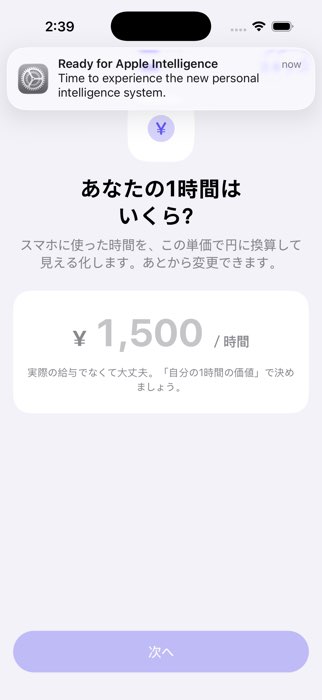 2:39
Ready for Apple Intelligence
now
Time to experience the new personal
intelligence system.
¥
あなたの1時間は
いくら?
スマホに使った時間を、この単価で円に換算して
見える化します。あとから変更できます。
¥ 1,500 / 時間
実際の給与でなくて大丈夫。「自分の1時間の価値」で決め
ましょう。
次へ